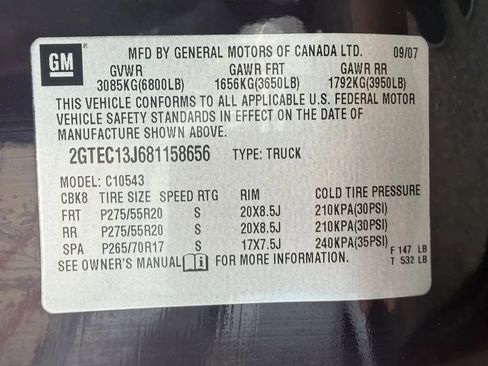 GM
MFD BY GENERAL MOTORS OF CANADA LTD. 09/07
GVWR GAWR FRT GAWR RR
3085KG(6800LB) 1656KG(3650LB) 1792KG(3950LB)
THIS VEHICLE CONFORMS TO ALL APPLICABLE U.S. FEDERAL MOTOR
VEHICLE SAFETY STANDARDS IN EFFECT ON THE DATE OF
MANUFACTURE SHOWN ABOVE.
2GTEC13J681158656 TYPE: TRUCK
MODEL: C10543
CBK8 TIRE SIZE SPEED RTG RIM COLD TIRE PRESSURE
FRT P275/55R20 S 20X8.5J 210KPA(30PSI)
RR P275/55R20 S 20X8.5J 210KPA(30PSI)
SPA P265/70R17 S 17X7.5J 240KPA(35PSI)
SEE OWNER'S MANUAL i FOR MORE INFORMATION. F 147 LB
T 532 LB